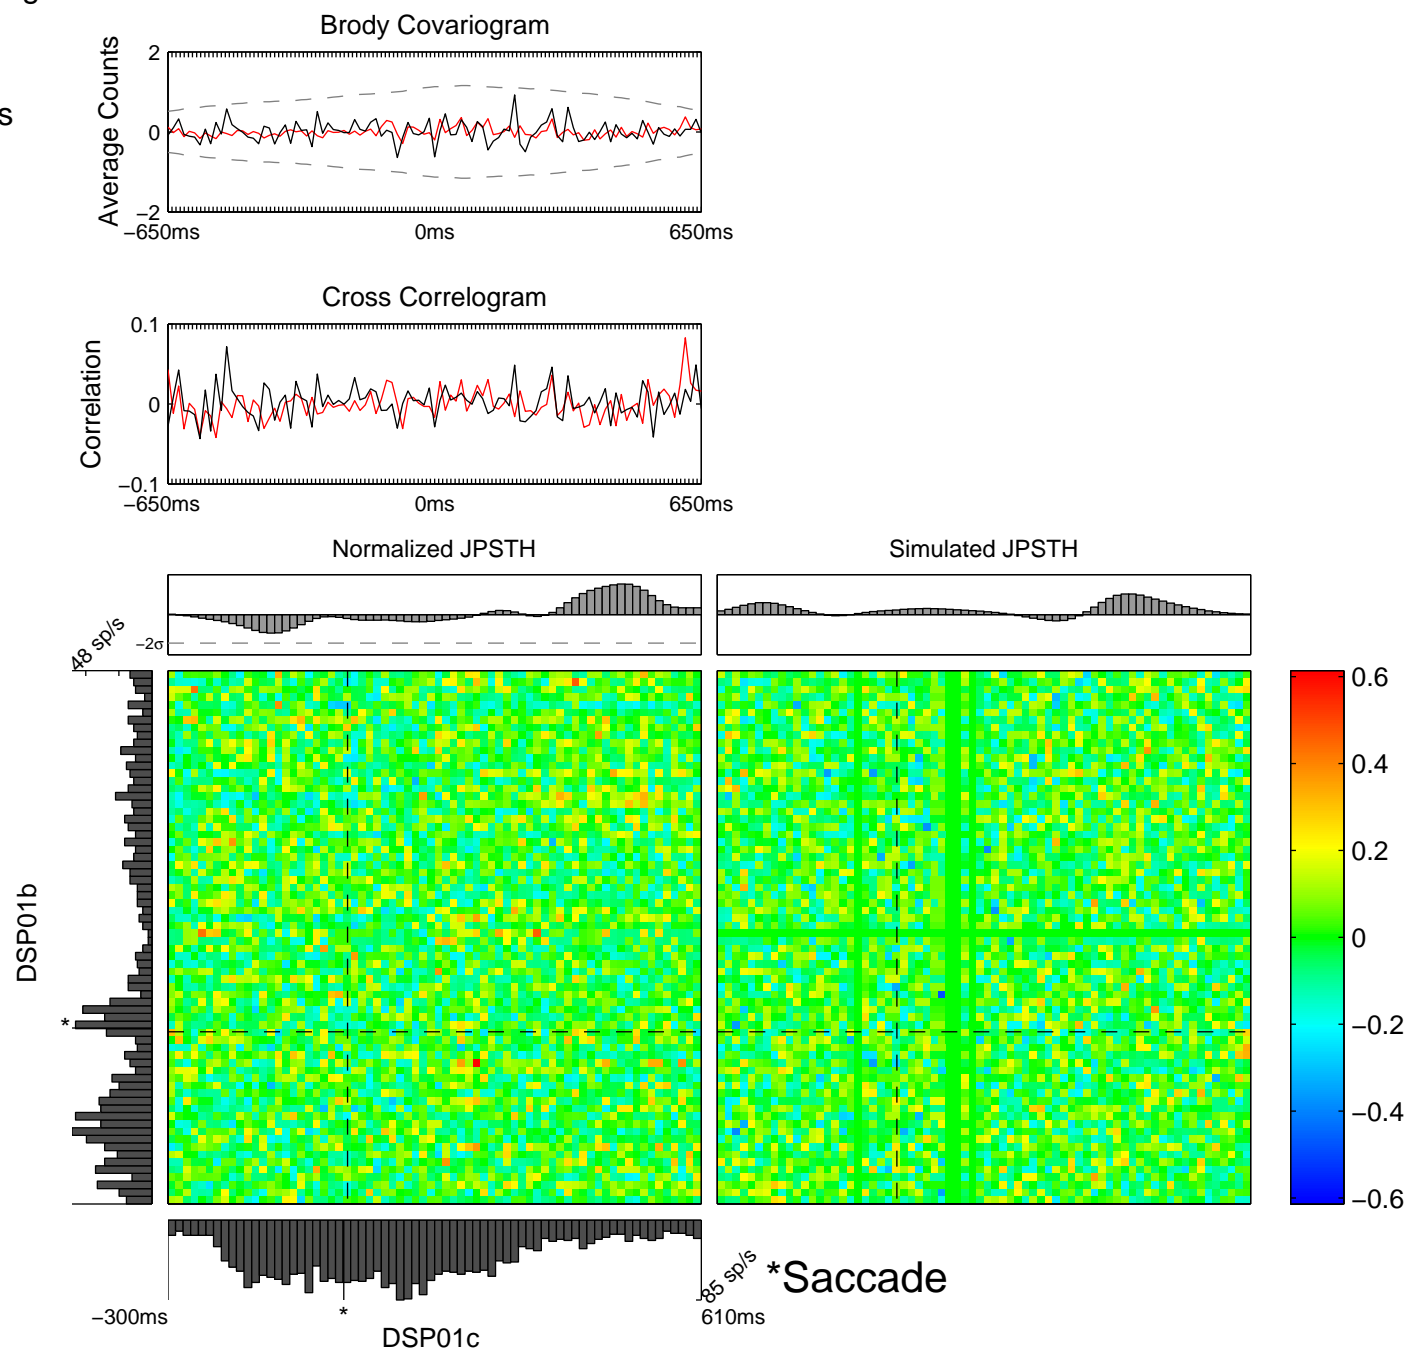 g
Brody Covariogram
s
Average Counts
2
0
−2
−650ms
0ms
650ms
Cross Correlogram
Correlation
0.1
0
−0.1
−650ms
0ms
650ms
Normalized JPSTH
Simulated JPSTH
−2σ
48 sp/s
DSP01b
*
0.6
0.4
0.2
0
−0.2
−0.4
−0.6
85 sp/s
*Saccade
−300ms
*
610ms
DSP01c